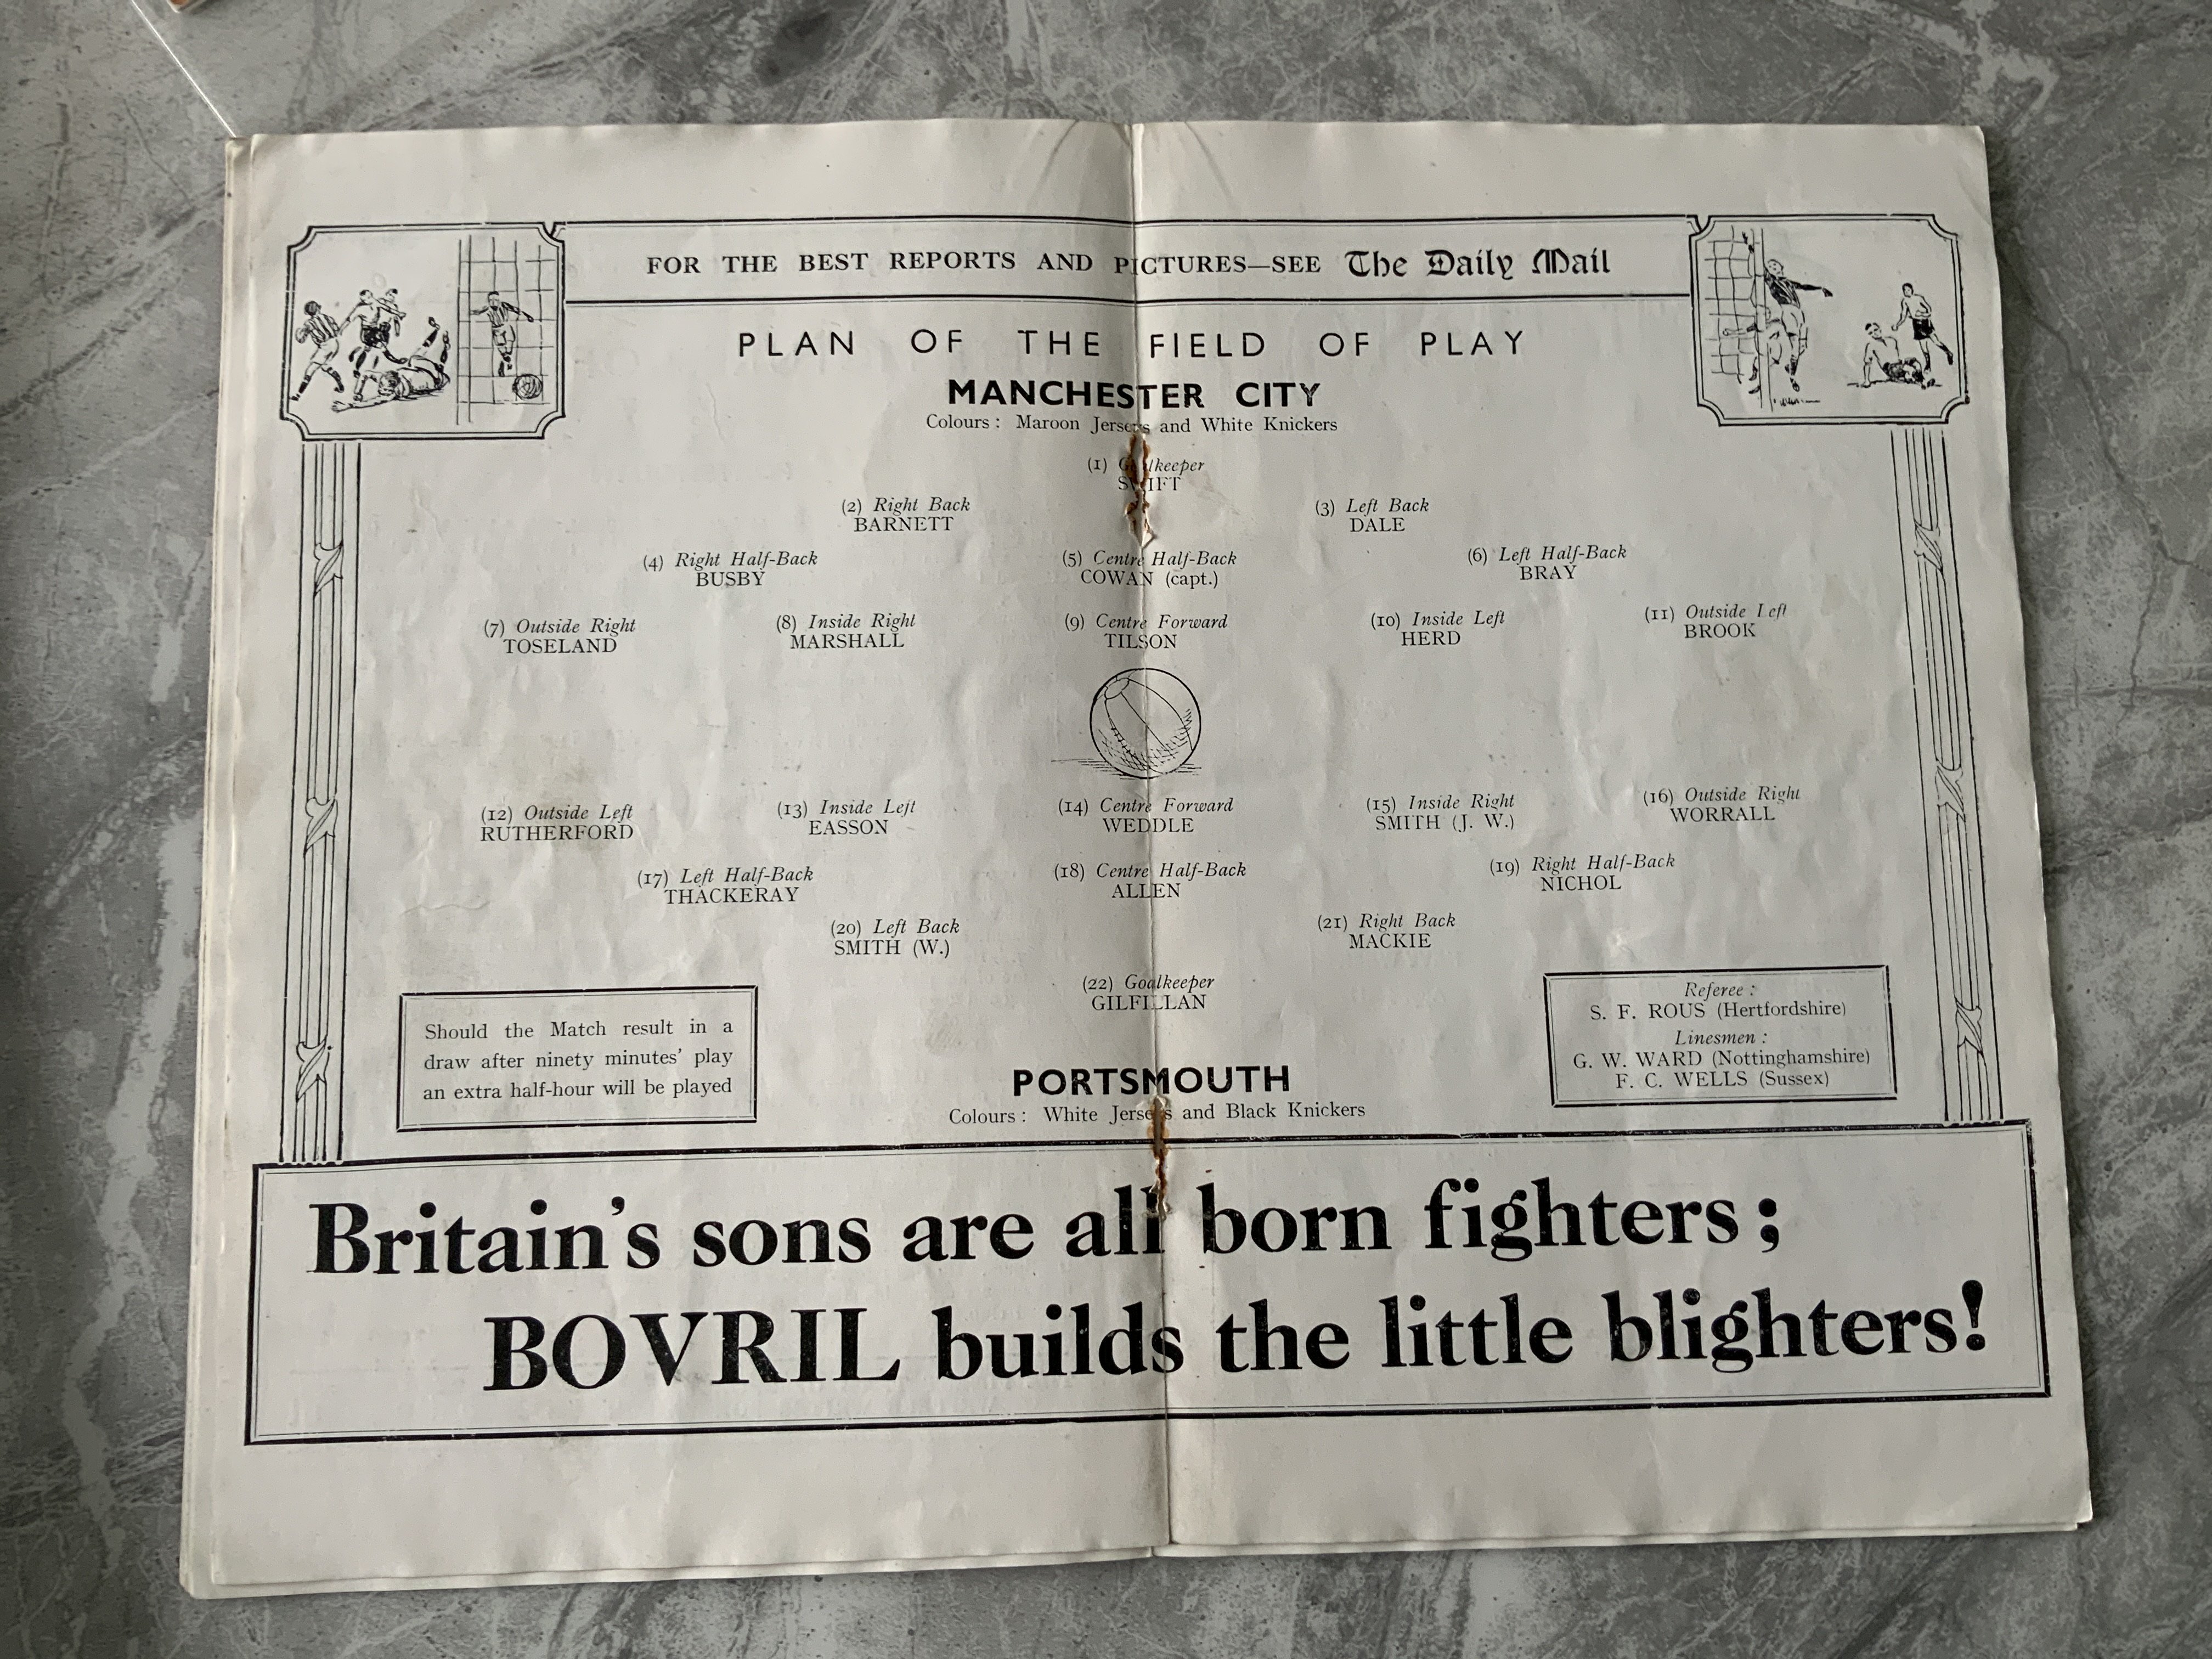 FOR THE BEST REPORTS AND PICTURES—SEE The Daily Mail
PLAN OF THE FIELD OF PLAY
MANCHESTER CITY
Colours : Maroon Jerseys and White Knickers
(1) Goalkeeper
SWIFT
(2) Right Back
BARNETT
(3) Left Back
DALE
(4) Right Half-Back
BUSBY
(5) Centre Half-Back
COWAN (capt.)
(6) Left Half-Back
BRAY
(7) Outside Right
TOSELAND
(8) Inside Right
MARSHALL
(9) Centre Forward
TILSON
(10) Inside Left
HERD
(11) Outside Left
BROOK
(12) Outside Left
RUTHERFORD
(13) Inside Left
EASSON
(14) Centre Forward
WEDDLE
(15) Inside Right
SMITH (J. W.)
(16) Outside Right
WORRALL
(17) Left Half-Back
THACKERAY
(18) Centre Half-Back
ALLEN
(19) Right Half-Back
NICHOL
(20) Left Back
SMITH (W.)
(21) Right Back
MACKIE
(22) Goalkeeper
GILFILLAN
Should the Match result in a
draw after ninety minutes' play
an extra half-hour will be played
Referee :
S. F. ROUS (Hertfordshire)
Linesmen :
G. W. WARD (Nottinghamshire)
F. C. WELLS (Sussex)
PORTSMOUTH
Colours : White Jerseys and Black Knickers
Britain's sons are all born fighters;
BOVRIL builds the little blighters!